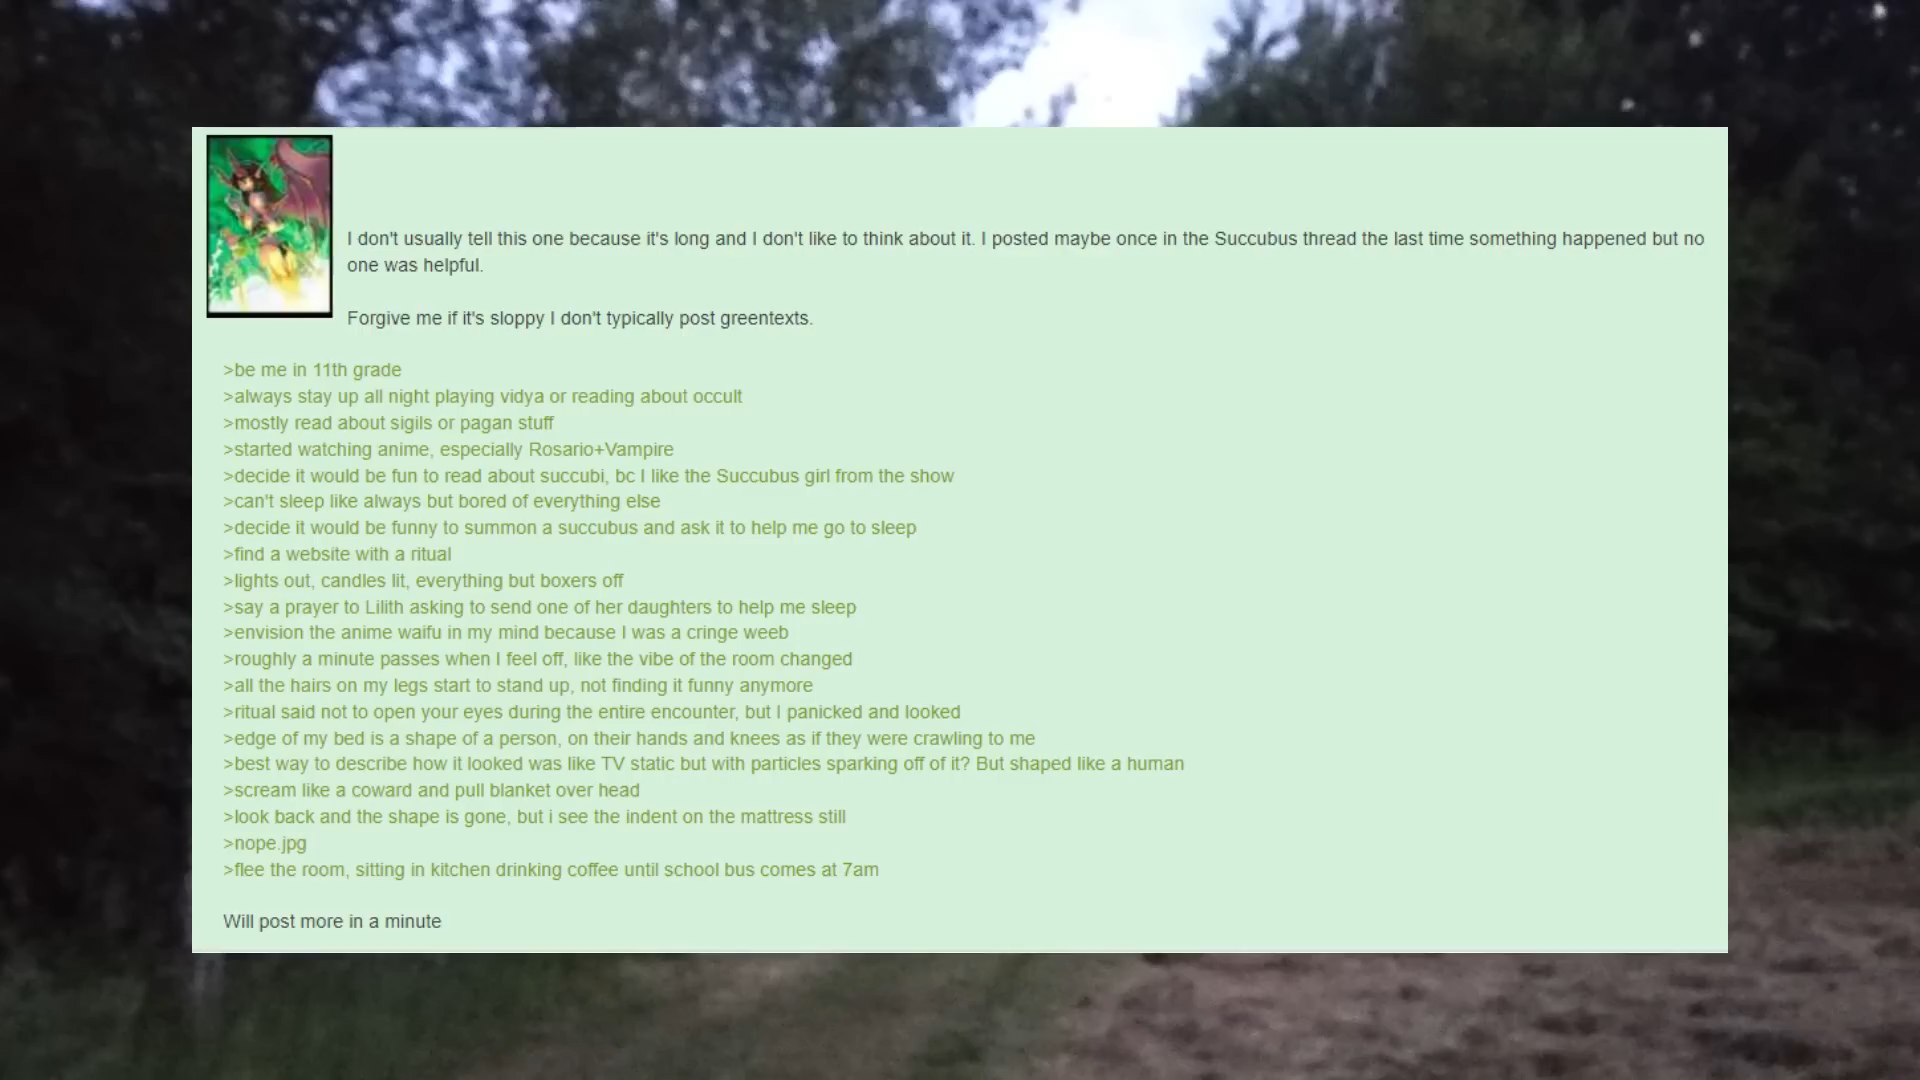 I don't usually tell this one because it's long and I don't like to think about it. I posted maybe once in the Succubus thread the last time something happened but no
one was helpful.
Forgive me if it's sloppy I don't typically post greentexts.
>be me in 11th grade
>always stay up all night playing vidya or reading about occult
>mostly read about sigils or pagan stuff
>started watching anime, especially Rosario+Vampire
>decide it would be fun to read about succubi, bc I like the Succubus girl from the show
>can't sleep like always but bored of everything else
>decide it would be funny to summon a succubus and ask it to help me go to sleep
>find a website with a ritual
>lights out, candles lit, everything but boxers off
>say a prayer to Lilith asking to send one of her daughters to help me sleep
>envision the anime waifu in my mind because I was a cringe weeb
>roughly a minute passes when I feel off, like the vibe of the room changed
>all the hairs on my legs start to stand up, not finding it funny anymore
>ritual said not to open your eyes during the entire encounter, but I panicked and looked
>edge of my bed is a shape of a person, on their hands and knees as if they were crawling to me
>best way to describe how it looked was like TV static but with particles sparking off of it? But shaped like a human
>scream like a coward and pull blanket over head
>look back and the shape is gone, but i see the indent on the mattress still
>nope.jpg
>flee the room, sitting in kitchen drinking coffee until school bus comes at 7am
Will post more in a minute